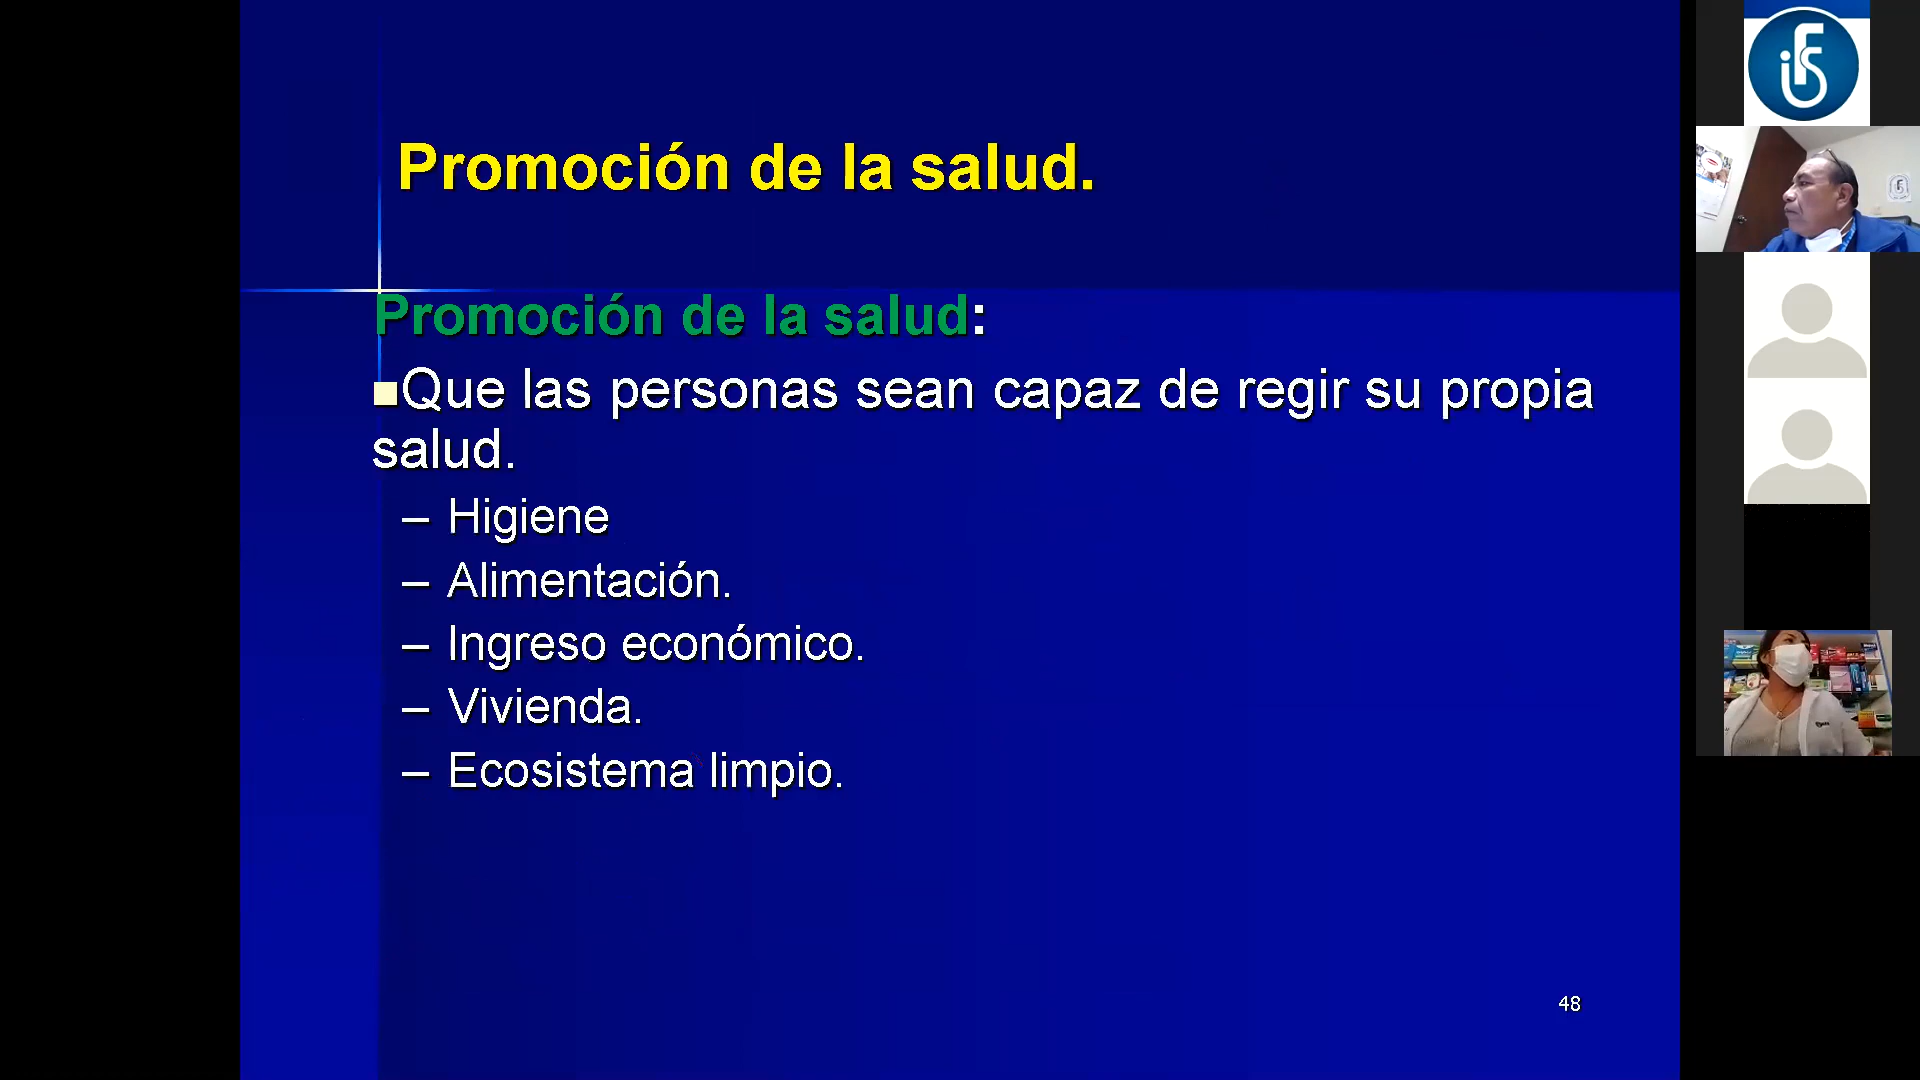 Promoción de la salud.
Promoción de la salud:
Que las personas sean capaz de regir su propia
salud.
– Higiene
– Alimentación.
– Ingreso económico.
– Vivienda.
– Ecosistema limpio.
48